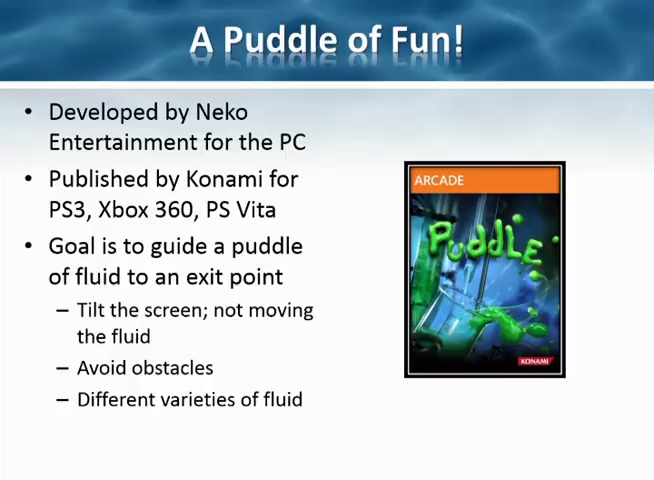 A Puddle of Fun!
• Developed by Neko
Entertainment for the PC
• Published by Konami for
PS3, Xbox 360, PS Vita
• Goal is to guide a puddle
of fluid to an exit point
– Tilt the screen; not moving
the fluid
– Avoid obstacles
– Different varieties of fluid
ARCADE
PUDDLE
KONAMI